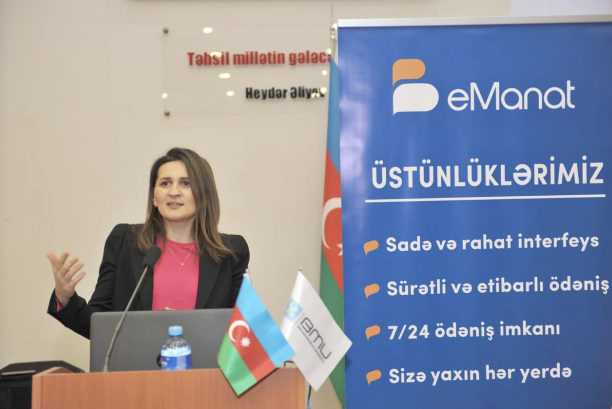 Təhsil millətin gələc
Heydər Əliye
eManat
ÜSTÜNLÜKLƏRİMİZ
Sadə və rahat interfeys
Sürətli və etibarlı ödəniş
7/24 ödəniş imkanı
Sizə yaxın hər yerdə
BMU